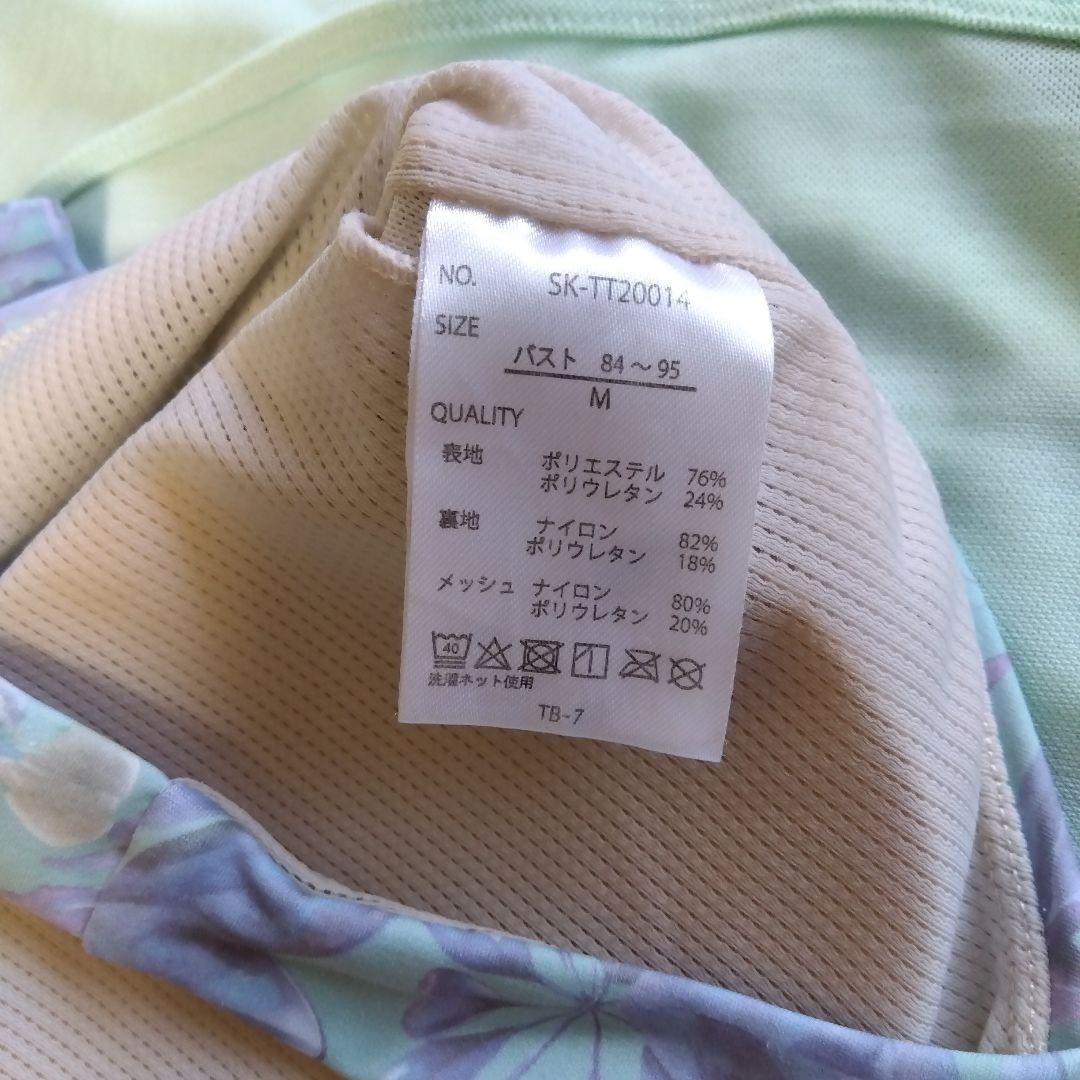 NO. SK-TT20014
SIZE
バスト 84～95
M
QUALITY
表地 ポリエステル 76%
ポリウレタン 24%
裏地 ナイロン 82%
ポリウレタン 18%
メッシュ ナイロン 80%
ポリウレタン 20%
40
洗濯ネット使用
TB-7